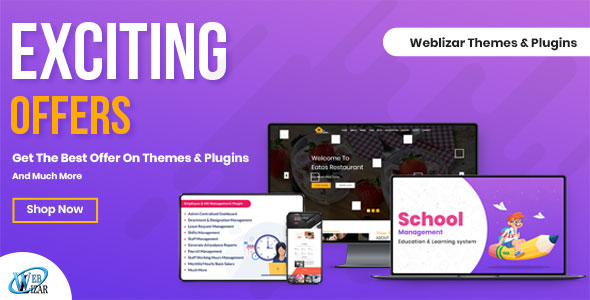 EXCITING
OFFERS
Get The Best Offer On Themes & Plugins
And Much More
Shop Now
WEB
LIZAR
Weblizar Themes & Plugins
Welcome To
Eatos Restaurant
Employee & HR Management Plugin
Admin Centralized Dashboard
Department & Designation Management
Leave Request Management
Shifts Management
Staff Management
Generate Attendance Reports
Payroll Management
Staff Working Hours Management
Monthly/Hourly Basis Salary
Much More
School
Management
Education & Learning system